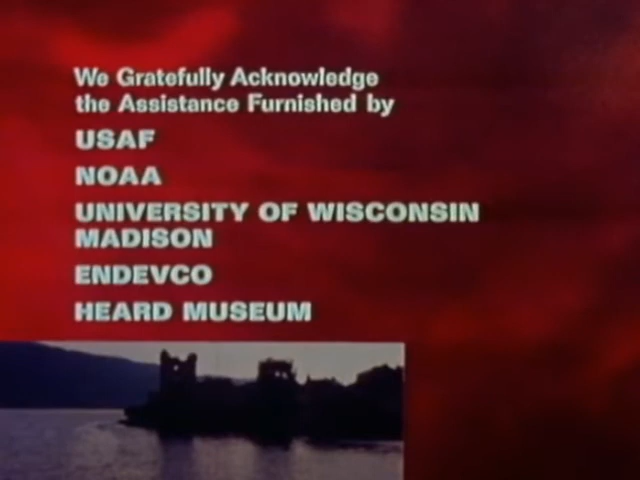 We Gratefully Acknowledge
the Assistance Furnished by
USAF
NOAA
UNIVERSITY OF WISCONSIN
MADISON
ENDEVCO
HEARD MUSEUM